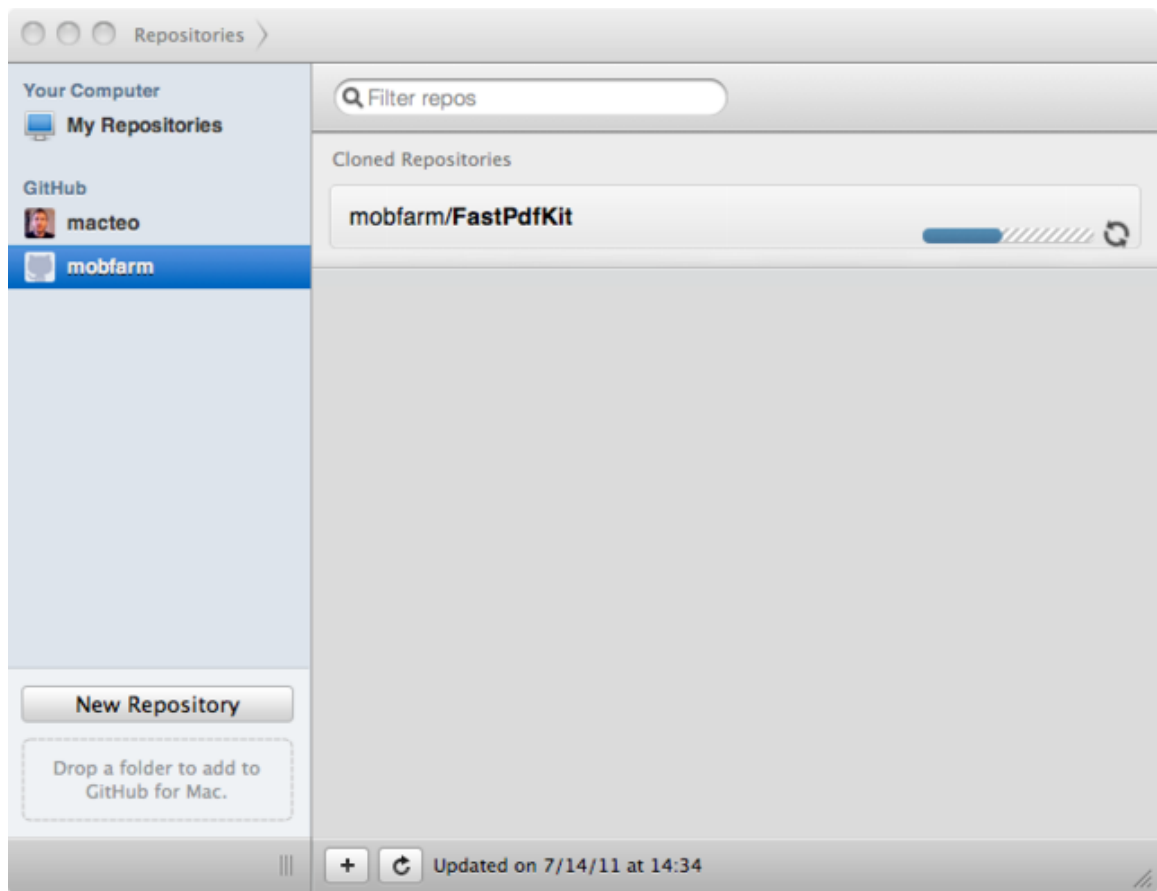 Repositories
Your Computer
My Repositories
GitHub
macteo
mobfarm
New Repository
Drop a folder to add to
GitHub for Mac.
Filter repos
Cloned Repositories
mobfarm/FastPdfKit
+
Updated on 7/14/11 at 14:34